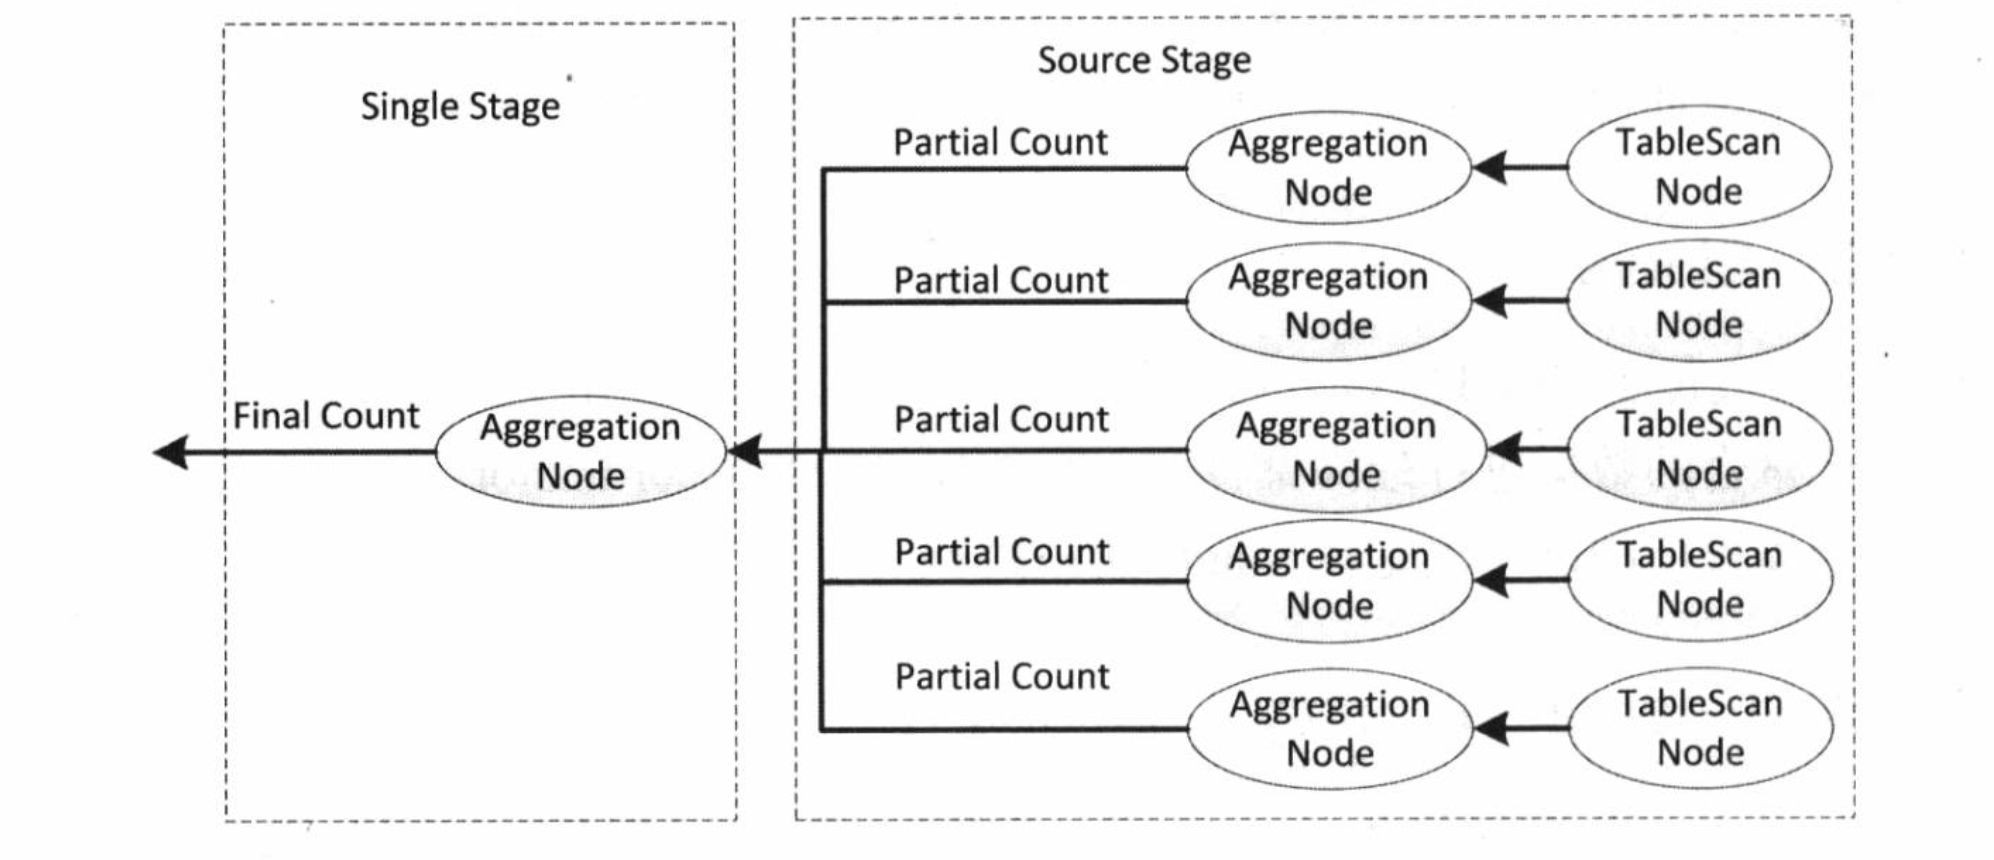 Single Stage
Final Count
Aggregation
Node
Source Stage
Partial Count
Aggregation
Node
TableScan
Node
Partial Count
Aggregation
Node
TableScan
Node
Partial Count
Aggregation
Node
TableScan
Node
Partial Count
Aggregation
Node
TableScan
Node
Partial Count
Aggregation
Node
TableScan
Node